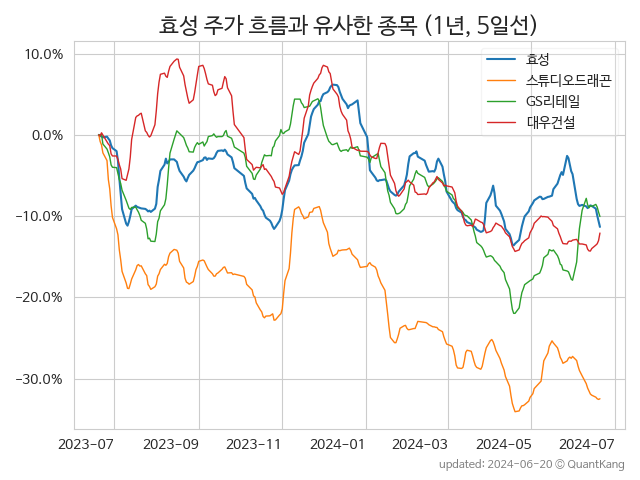 효성 주가 흐름과 유사한 종목 (1년, 5일선)
효성
스튜디오드래곤
GS리테일
대우건설
10.0%
0.0%
−10.0%
−20.0%
−30.0%
2023-07 2023-09 2023-11 2024-01 2024-03 2024-05 2024-07
updated: 2024-06-20 © QuantKang